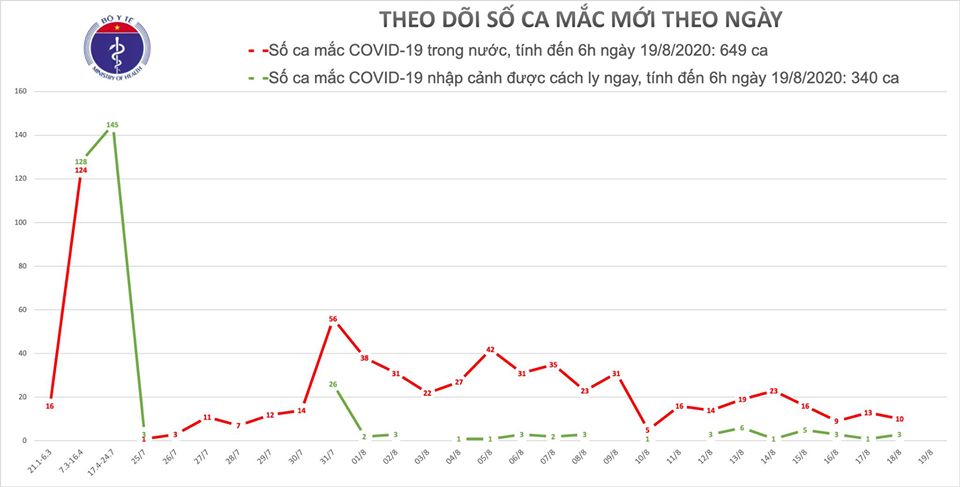 BỘ Y TẾ
MINISTRY OF HEALTH
THEO DÕI SỐ CA MẮC MỚI THEO NGÀY
Số ca mắc COVID-19 trong nước, tính đến 6h ngày 19/8/2020: 649 ca
Số ca mắc COVID-19 nhập cảnh được cách ly ngay, tính đến 6h ngày 19/8/2020: 340 ca
160
140
120
100
80
60
40
20
0
16 124 1 3 11 7 12 14 56 38 31 22 27 42 31 35 23 31 5 16 14 19 23 16 9 13 10
128 145 3 26 2 3 1 1 3 2 3 1 3 6 1 5 3 1 3
21.1-6.3 7.3-16.4 17.4-24.7 25/7 26/7 27/7 28/7 29/7 30/7 31/7 01/8 02/8 03/8 04/8 05/8 06/8 07/8 08/8 09/8 10/8 11/8 12/8 13/8 14/8 15/8 16/8 17/8 18/8 19/8